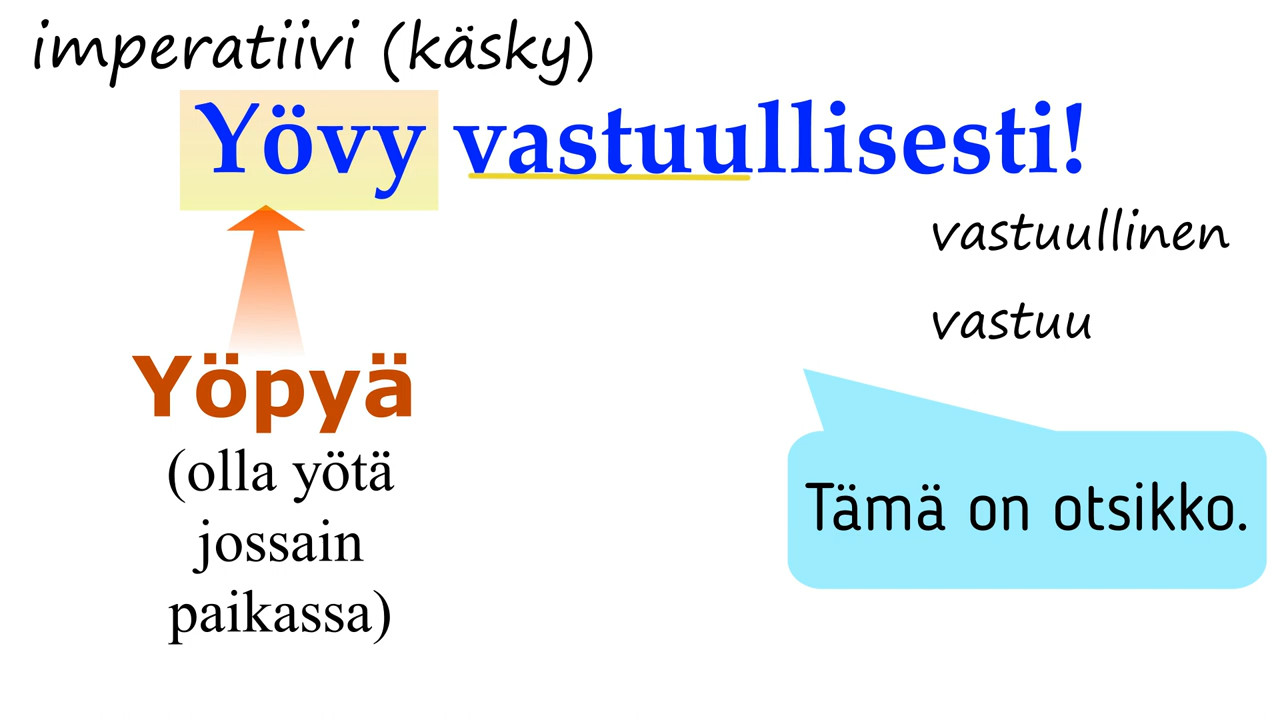 imperatiivi (käsky)
Yövy vastuullisesti!
vastuullinen
vastuu
Yöpyä
(olla yötä
jossain
paikassa)
Tämä on otsikko.